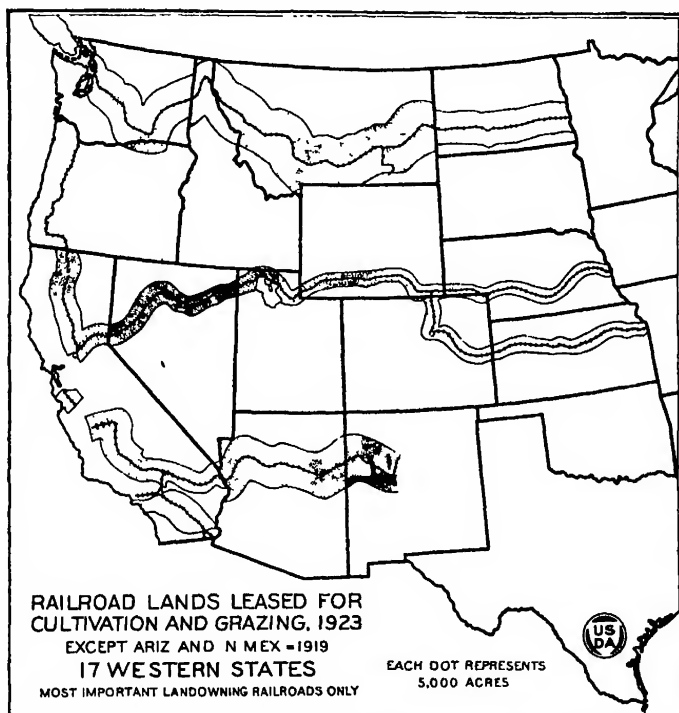 RAILROAD LANDS LEASED FOR
CULTIVATION AND GRAZING, 1923
EXCEPT ARIZ AND N MEX = 1919
17 WESTERN STATES
MOST IMPORTANT LANDOWNING RAILROADS ONLY
EACH DOT REPRESENTS
5,000 ACRES
US
DA